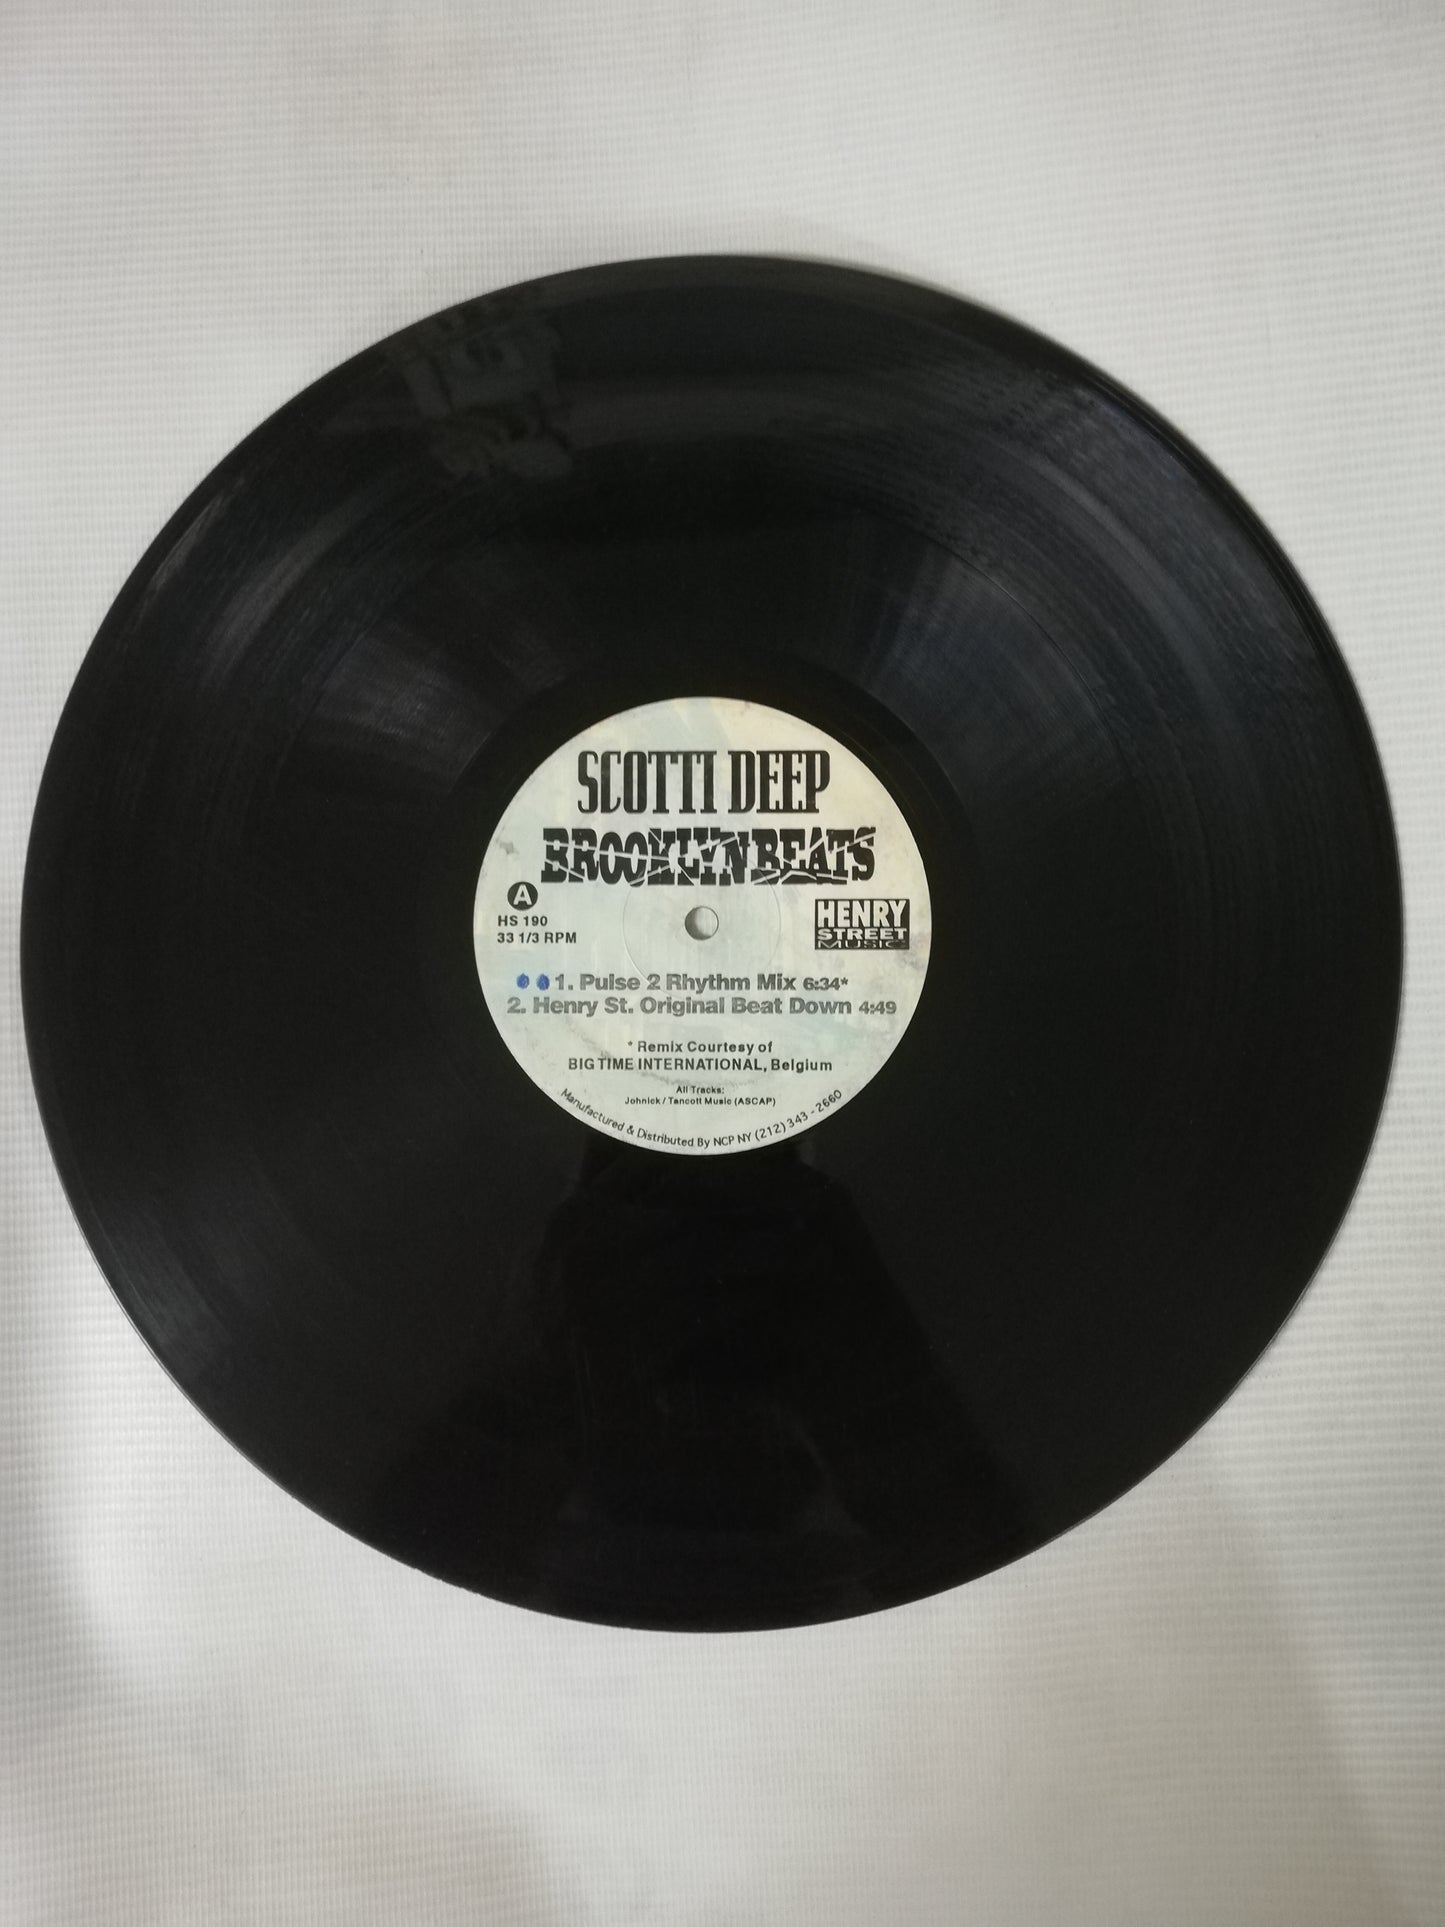 SCOTTI DEEP
BROOKLYN BEATS
A
HS 190
33 1/3 RPM
HENRY
STREET
MUSIC
1. Pulse 2 Rhythm Mix 6:34*
2. Henry St. Original Beat Down 4:49
* Remix Courtesy of
BIG TIME INTERNATIONAL, Belgium
All Tracks:
Johnick / Tancott Music (ASCAP)
Manufactured & Distributed By NCP NY (212) 343 - 2660